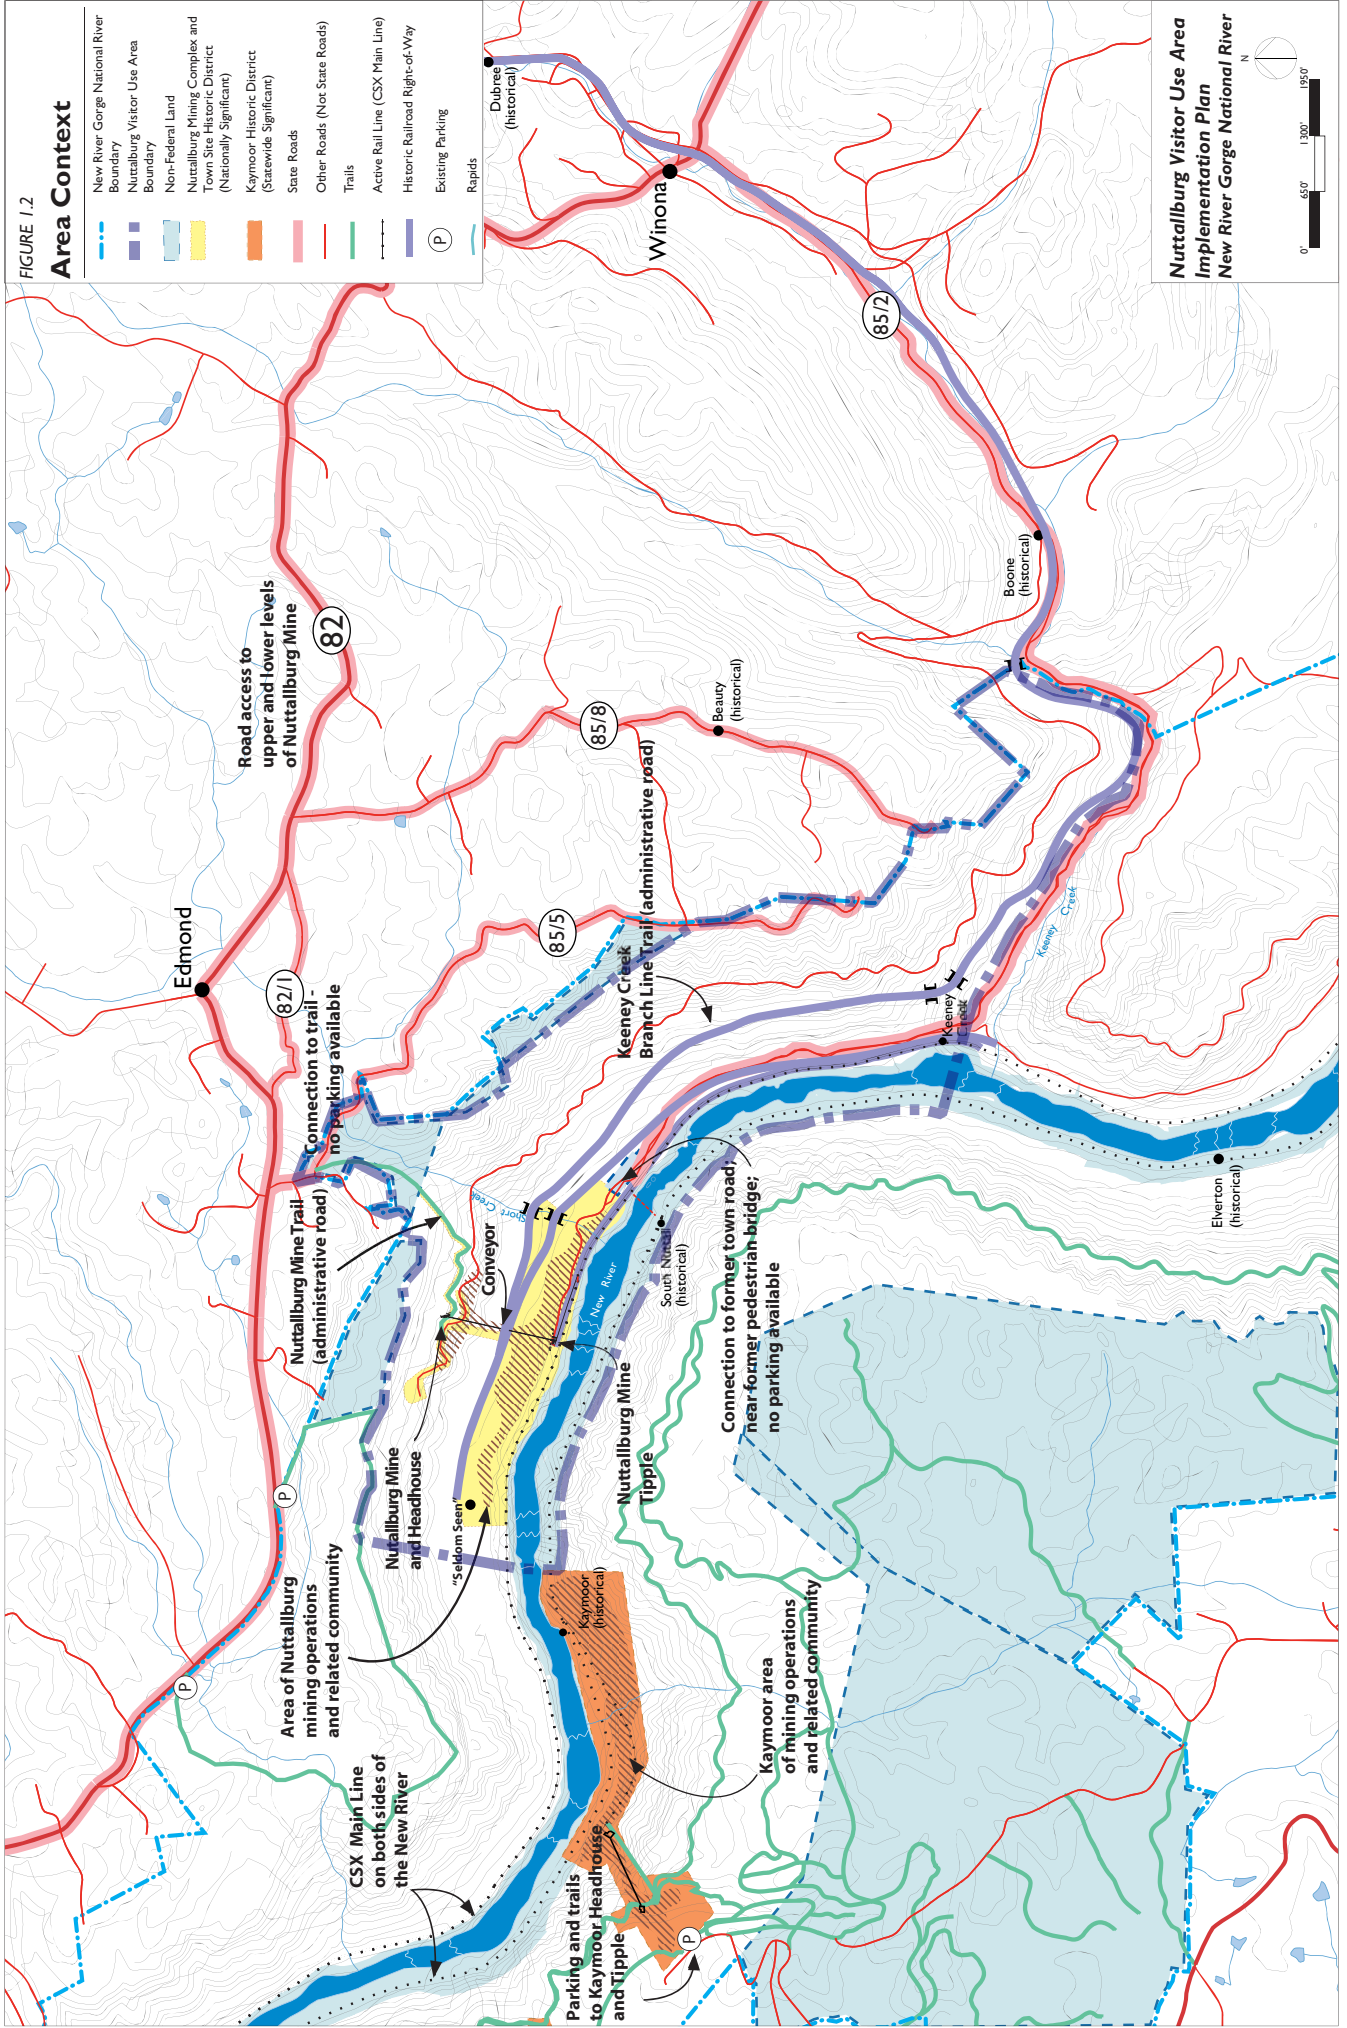 FIGURE 1.2
Area Context
New River Gorge National River
Boundary
Nuttalburg Visitor Use Area
Boundary
Non-Federal Land
Nuttallburg Mining Complex and
Town Site Historic District
(Nationally Significant)
Kaymoor Historic District
(Statewide Significant)
State Roads
Other Roads (Not State Roads)
Trails
Active Rail Line (CSX Main Line)
Historic Railroad Right-of-Way
P
Existing Parking
Rapids
Nuttallburg Visitor Use Area
Implementation Plan
New River Gorge National River
N
0'
650'
1300'
1950'
Dubree
(historical)
Winona
85/2
Boone
(historical)
Road access to
upper and lower levels
of Nuttallburg Mine
82
85/8
Beauty
(historical)
Edmond
82/1
85/5
Connection to trail -
no parking available
Keeney Creek
Branch Line Trail (administrative road)
Keeney Creek
Keeney
Creek
Nuttallburg Mine Trail
(administrative road)
Short Creek
Conveyor
New River
South Nuttall
(historical)
Elverton
(historical)
Connection to former town road;
near former pedestrian bridge;
no parking available
Nuttallburg Mine
Tipple
Nutallburg Mine
and Headhouse
"Seldom Seen"
P
Area of Nuttallburg
mining operations
and related community
P
Kaymoor
(historical)
Kaymoor area
of mining operations
and related community
CSX Main Line
on both sides of
the New River
Parking and trails
to Kaymoor Headhouse
and Tipple
P